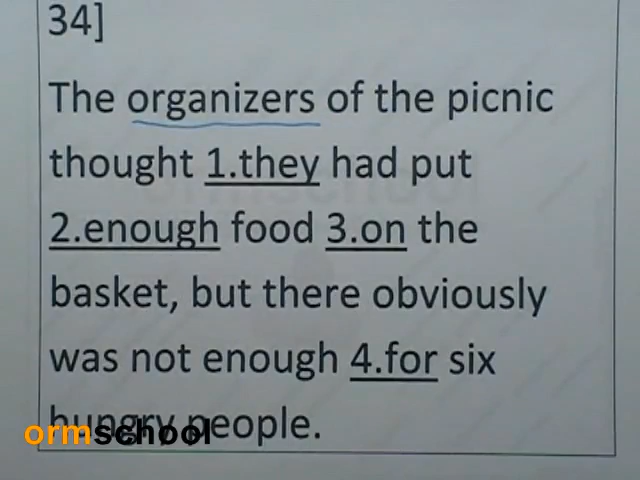 34]
The organizers of the picnic
thought 1.they had put
2.enough food 3.on the
basket, but there obviously
was not enough 4.for six
hungry people.
ormschool
ormschool